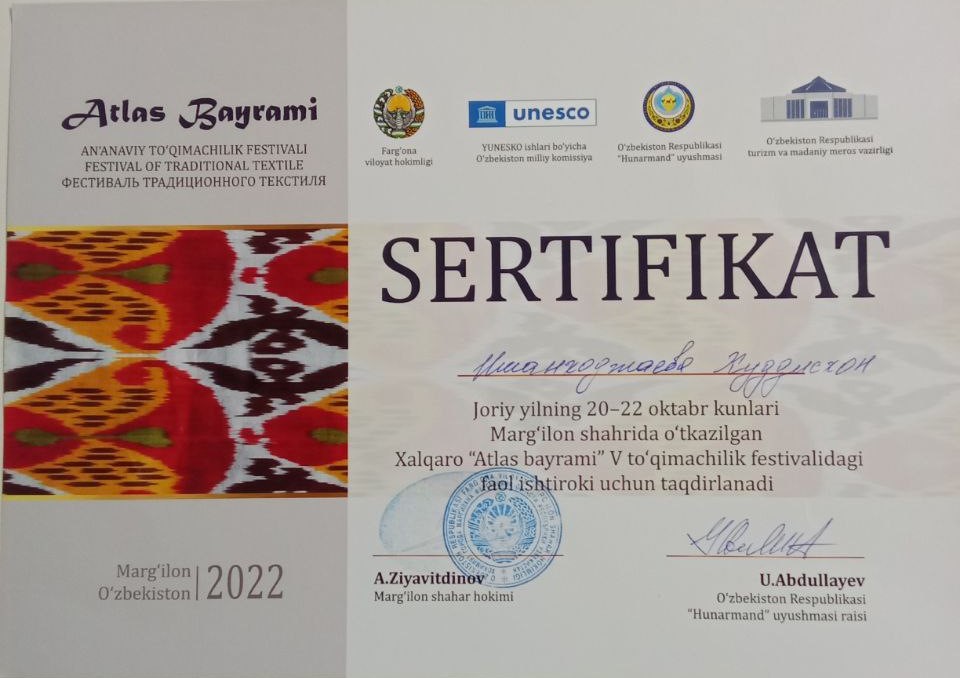 Atlas Bayrami
AN'ANAVIY TO'QIMACHILIK FESTIVALI
FESTIVAL OF TRADITIONAL TEXTILE
ФЕСТИВАЛЬ ТРАДИЦИОННОГО ТЕКСТИЛЯ
Farg'ona
viloyat hokimligi
unesco
YUNESKO ishlari bo'yicha
O'zbekiston milliy komissiya
O'zbekiston Respublikasi
"Hunarmand" uyushmasi
O'zbekiston Respublikasi
turizm va madaniy meros vazirligi
SERTIFIKAT
Ишанходжаева Худдисхон
Joriy yilning 20–22 oktabr kunlari
Marg'ilon shahrida o'tkazilgan
Xalqaro "Atlas bayrami" V to'qimachilik festivalidagi
faol ishtiroki uchun taqdirlanadi
A.Ziyavitdinov
Marg'ilon shahar hokimi
U.Abdullayev
O'zbekiston Respublikasi
"Hunarmand" uyushmasi raisi
Marg'ilon
O'zbekiston
2022